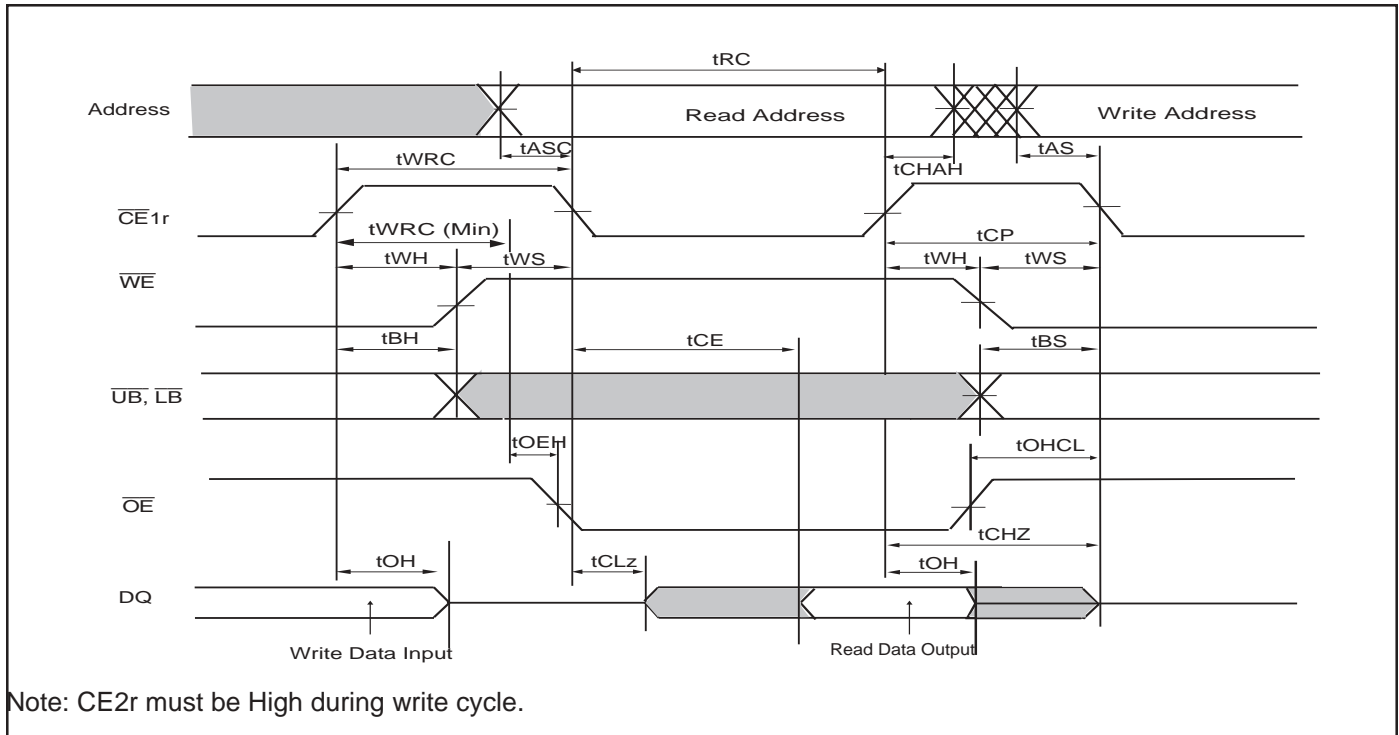 tRC
Address
Read Address
Write Address
tASC
tAS
tWRC
tCHAH
CE1r
tWRC (Min)
tCP
tWH
tWS
tWH
tWS
WE
tBH
tCE
tBS
UB, LB
tOEH
tOHCL
OE
tCHZ
tOH
tCLz
tOH
DQ
Write Data Input
Read Data Output
Note: CE2r must be High during write cycle.